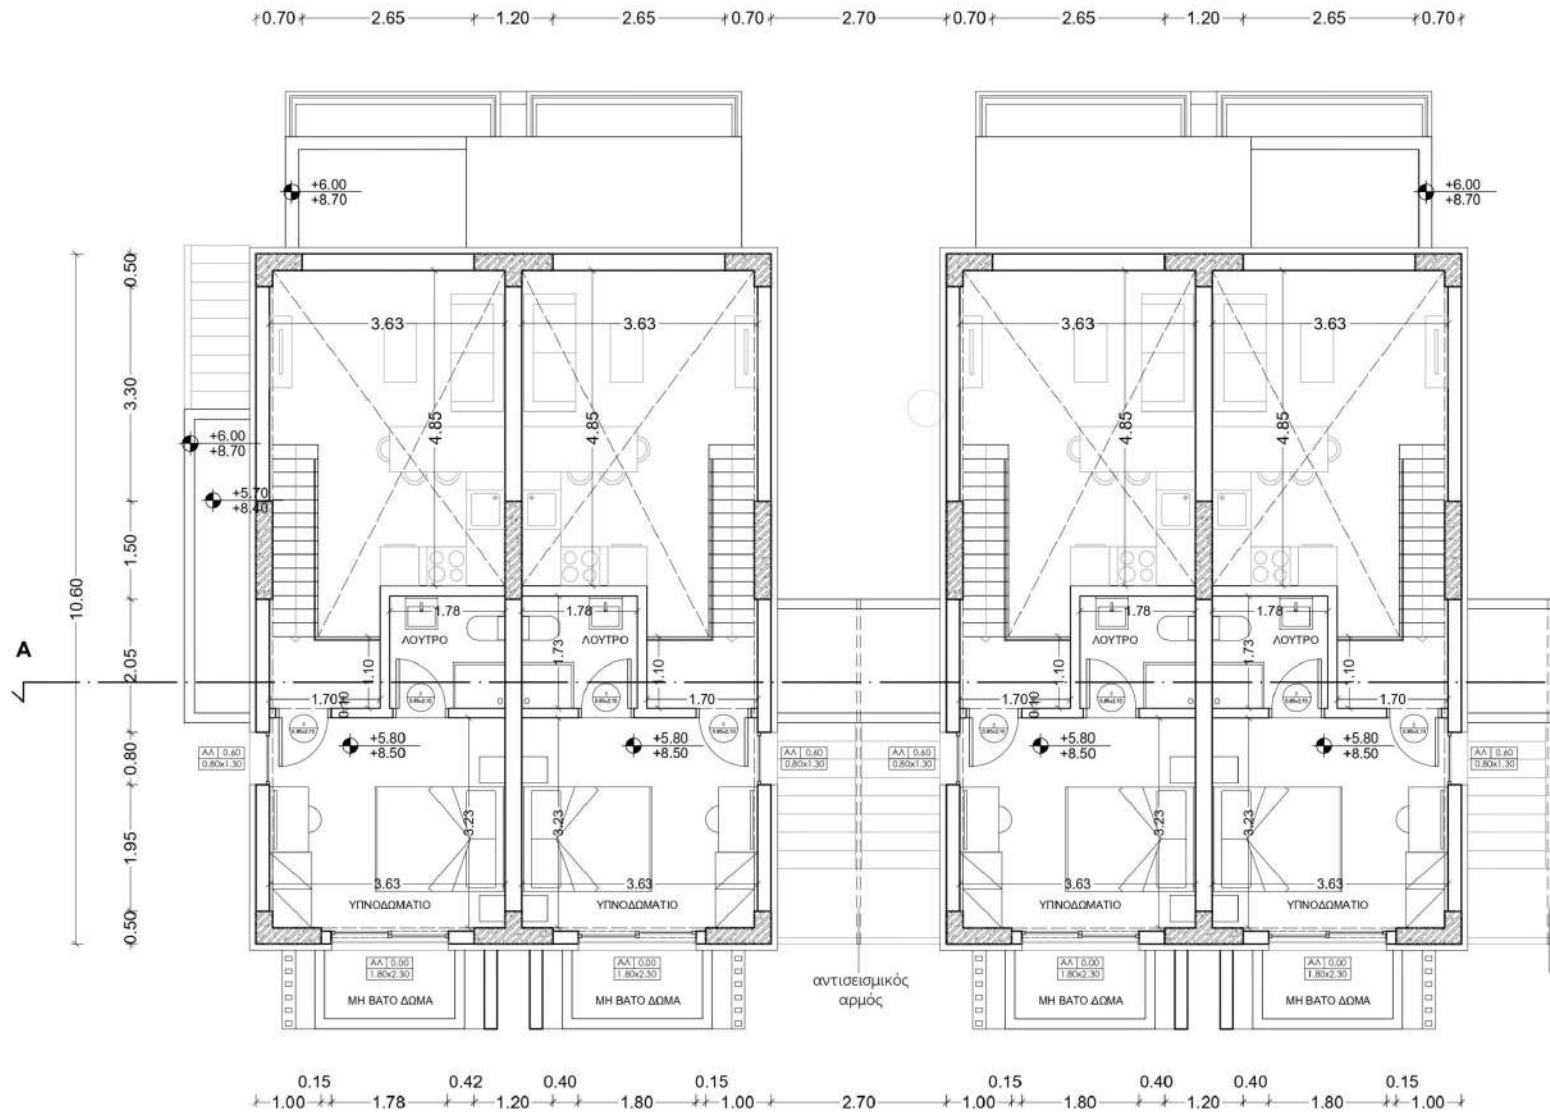 0.70 2.65 1.20 2.65 0.70 2.70 0.70 2.65 1.20 2.65 0.70
+6.00
+8.70
+6.00
+8.70
0.50
3.63 3.63 3.63 3.63
3.30
4.85 4.85 4.85 4.85
+6.00
+8.70
+5.70
+8.40
1.50
10.60
1.78 1.78 1.78 1.78
ΛΟΥΤΡΟ ΛΟΥΤΡΟ ΛΟΥΤΡΟ ΛΟΥΤΡΟ
A
2.05
1.10 1.73 1.10 1.10 1.73 1.10
1.70 0.10 1.70 1.70 0.10 1.70
+5.80 +5.80 +5.80 +5.80
+8.50 +8.50 +8.50 +8.50
ΑΛ 0.60 ΑΛ 0.60 ΑΛ 0.60 ΑΛ 0.60
0.80x1.30 0.80x1.30 0.80x1.30 0.80x1.30
0.80
3.23 3.23 3.23 3.23
1.95
3.63 3.63 3.63 3.63
ΥΠΝΟΔΩΜΑΤΙΟ ΥΠΝΟΔΩΜΑΤΙΟ ΥΠΝΟΔΩΜΑΤΙΟ ΥΠΝΟΔΩΜΑΤΙΟ
0.50
ΑΛ 0.00 ΑΛ 0.00 ΑΛ 0.00 ΑΛ 0.00
1.80x2.30 1.80x2.30 1.80x2.30 1.80x2.30
ΜΗ ΒΑΤΟ ΔΩΜΑ ΜΗ ΒΑΤΟ ΔΩΜΑ ΜΗ ΒΑΤΟ ΔΩΜΑ ΜΗ ΒΑΤΟ ΔΩΜΑ
αντισεισμικός
αρμός
0.15 0.42 0.40 0.15 0.15 0.40 0.40 0.15
1.00 1.78 1.20 1.80 1.00 2.70 1.00 1.80 1.20 1.80 1.00